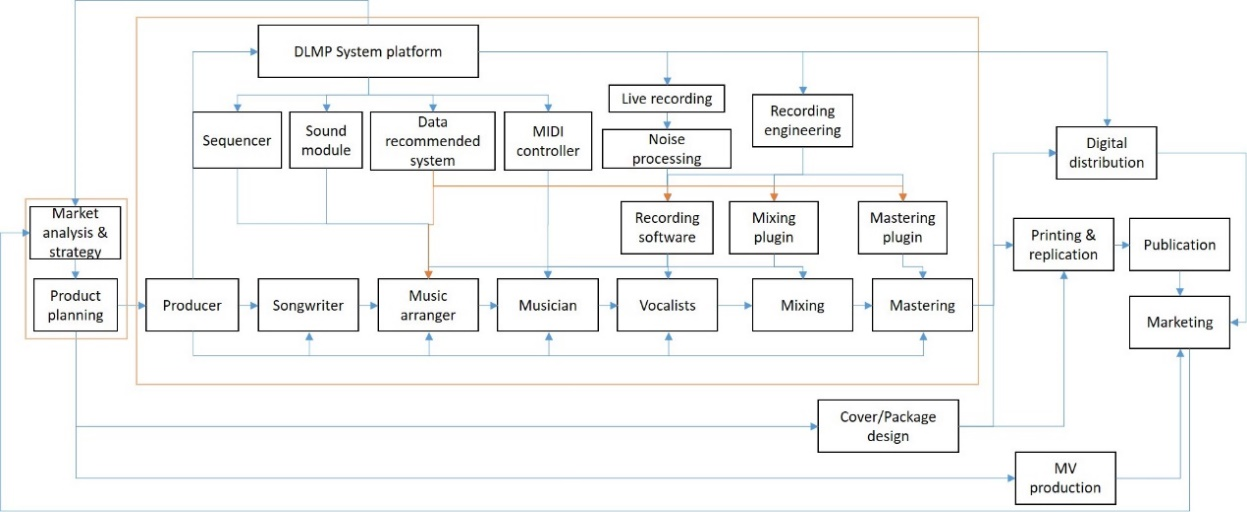 DLMP System platform
Live recording
Recording
engineering
Sequencer
Sound
module
Data
recommended
system
MIDI
controller
Noise
processing
Digital
distribution
Market
analysis &
strategy
Recording
software
Mixing
plugin
Mastering
plugin
Printing &
replication
Publication
Product
planning
Producer
Songwriter
Music
arranger
Musician
Vocalists
Mixing
Mastering
Marketing
Cover/Package
design
MV
production